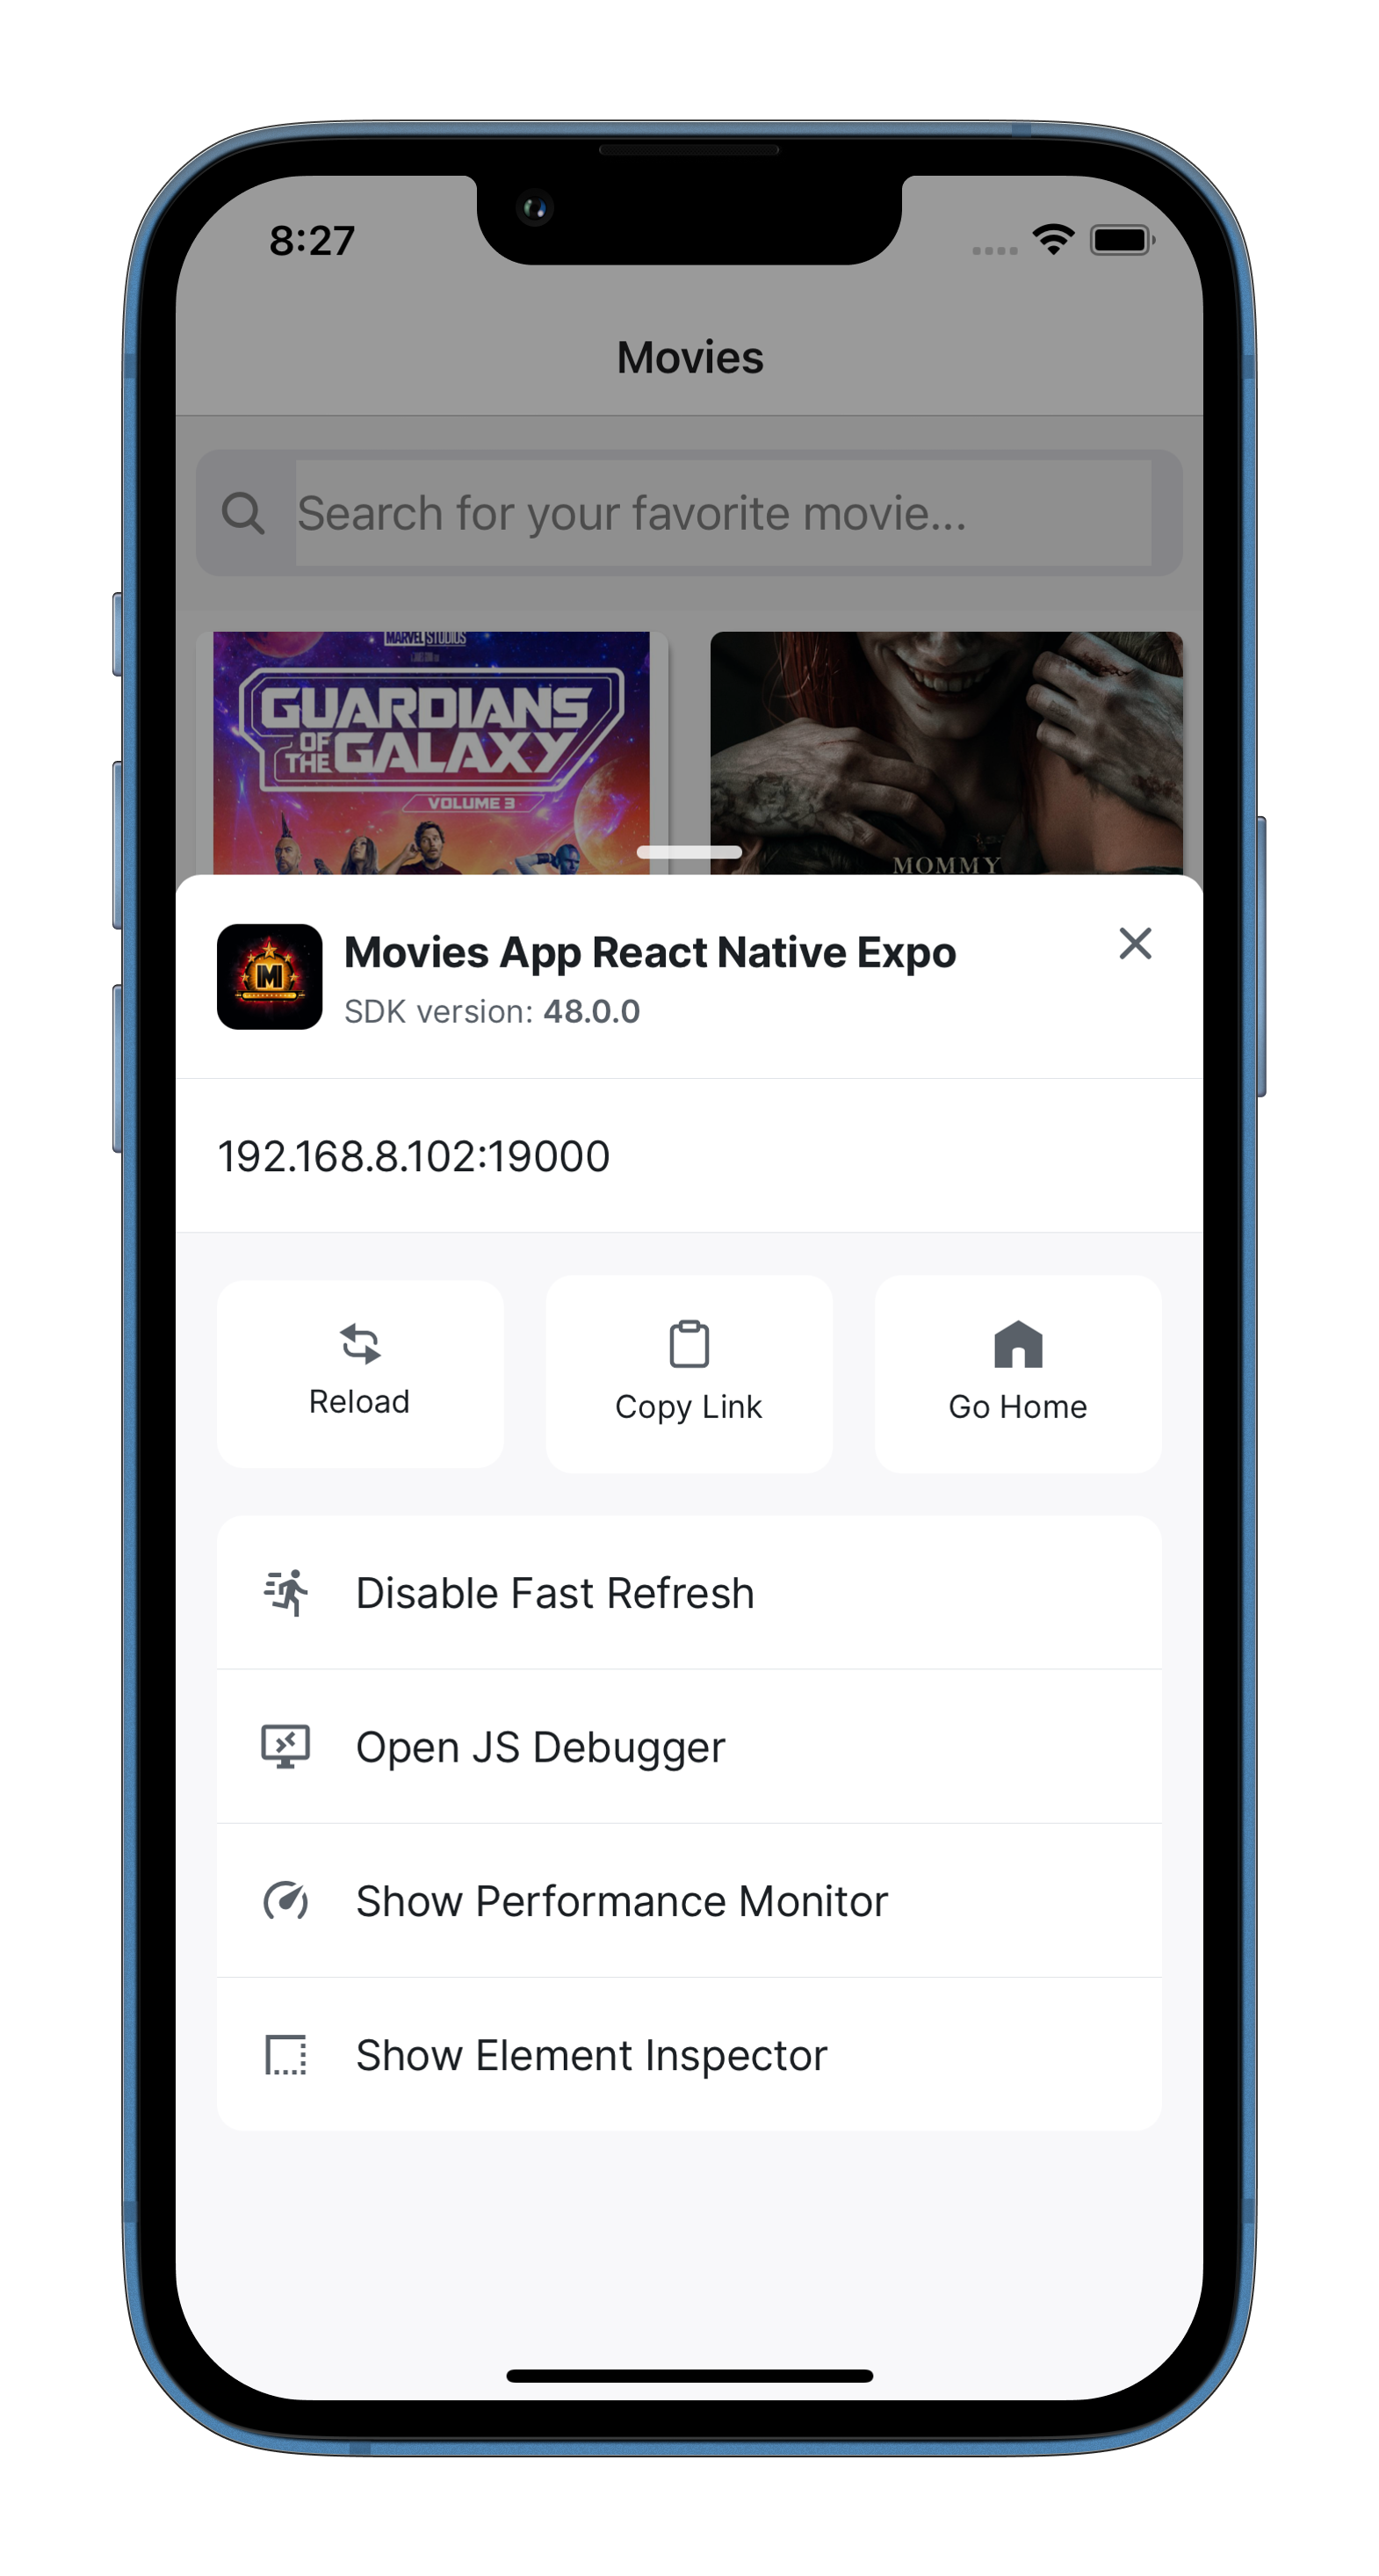 8:27
Movies
Search for your favorite movie...
MARVEL STUDIOS
GUARDIANS
OF
THE GALAXY
VOLUME 3
MOMMY
Movies App React Native Expo
SDK version: 48.0.0
192.168.8.102:19000
Reload
Copy Link
Go Home
Disable Fast Refresh
Open JS Debugger
Show Performance Monitor
Show Element Inspector